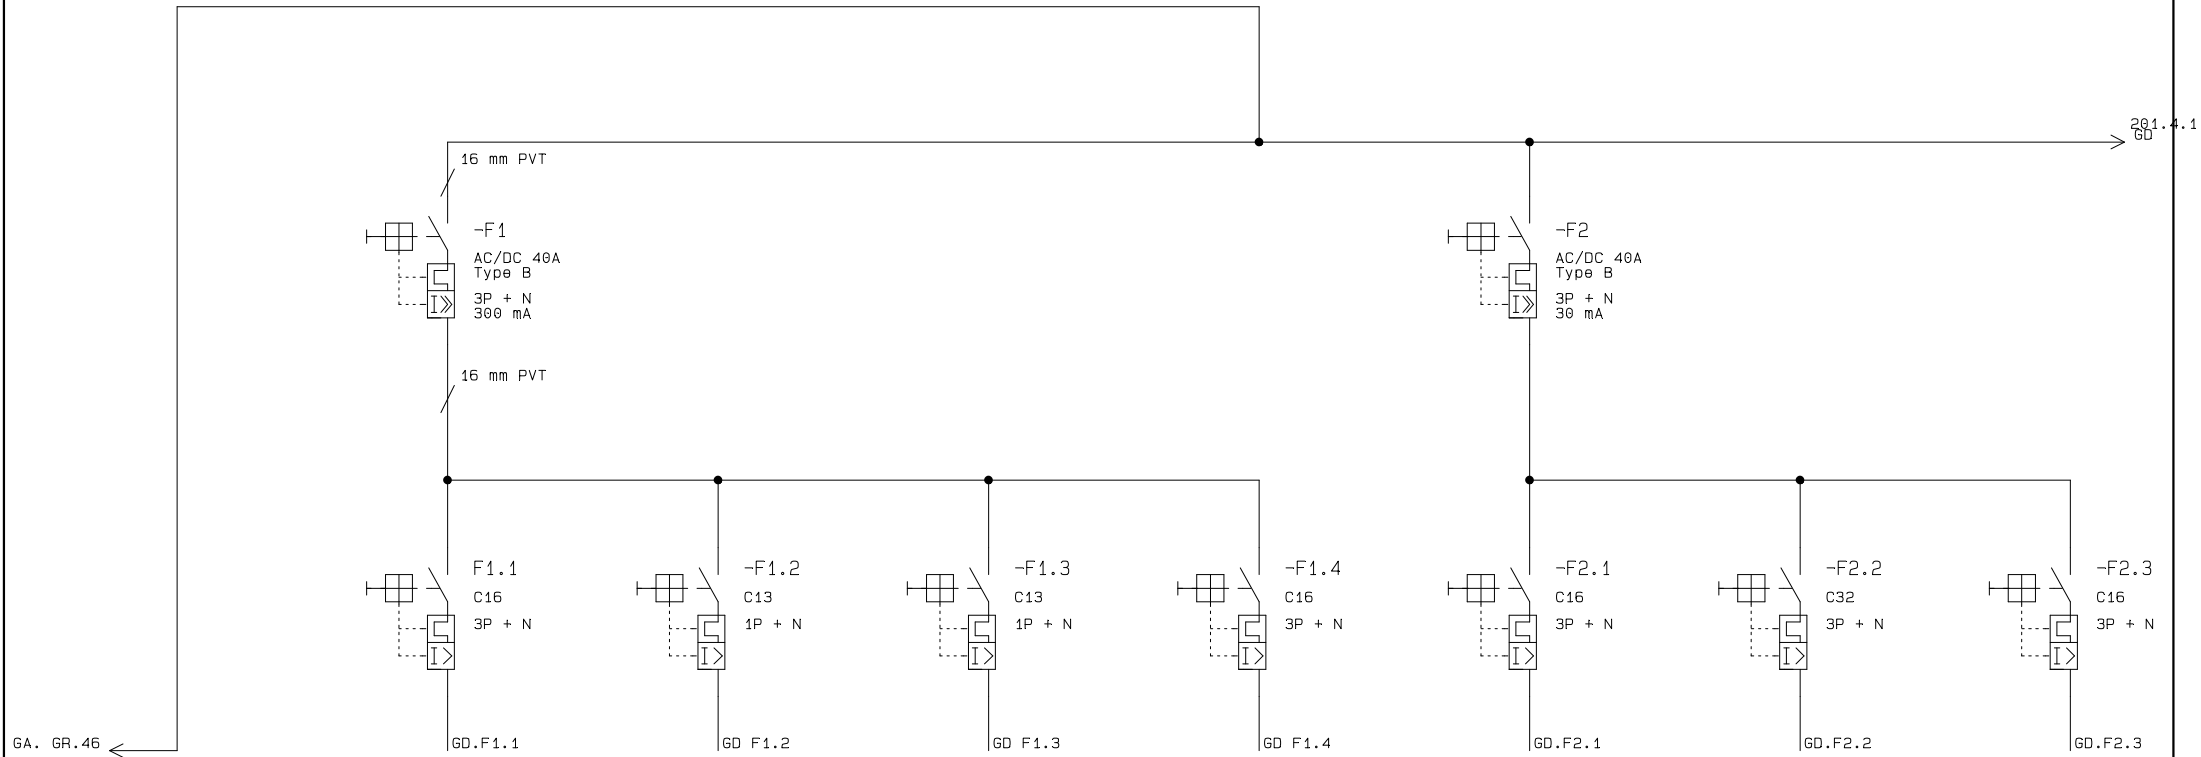 201.4.1
GD
16 mm PVT
-F1
AC/DC 40A
Type B
3P + N
300 mA
I>>
-F2
AC/DC 40A
Type B
3P + N
30 mA
I>>
16 mm PVT
F1.1
C16
3P + N
I>
-F1.2
C13
1P + N
I>
-F1.3
C13
1P + N
I>
-F1.4
C16
3P + N
I>
-F2.1
C16
3P + N
I>
-F2.2
C32
3P + N
I>
-F2.3
C16
3P + N
I>
GA. GR.46
GD.F1.1
GD F1.2
GD F1.3
GD F1.4
GD.F2.1
GD.F2.2
GD.F2.3